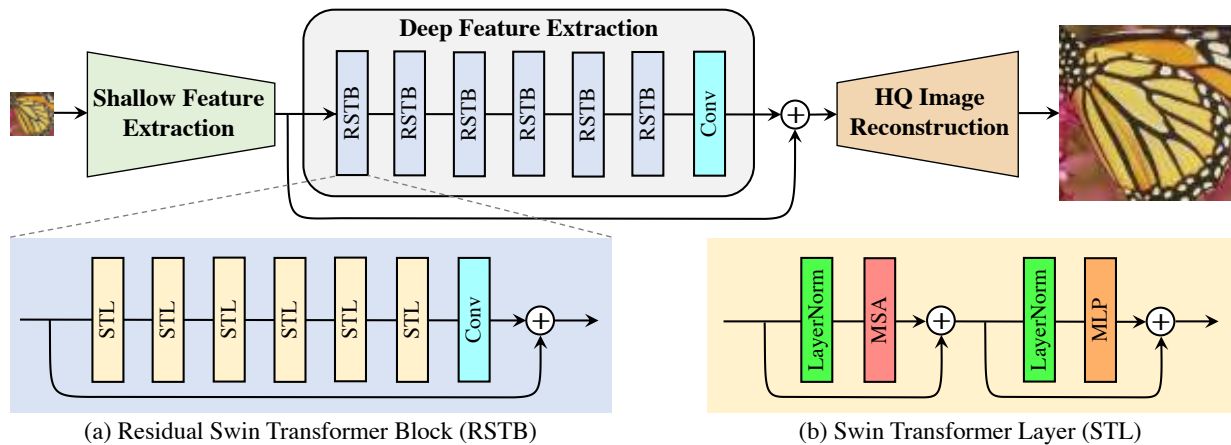 Deep Feature Extraction
Shallow Feature
Extraction
RSTB
RSTB
RSTB
RSTB
RSTB
RSTB
Conv
+
HQ Image
Reconstruction
STL
STL
STL
STL
STL
STL
Conv
+
(a) Residual Swin Transformer Block (RSTB)
LayerNorm
MSA
+
LayerNorm
MLP
+
(b) Swin Transformer Layer (STL)